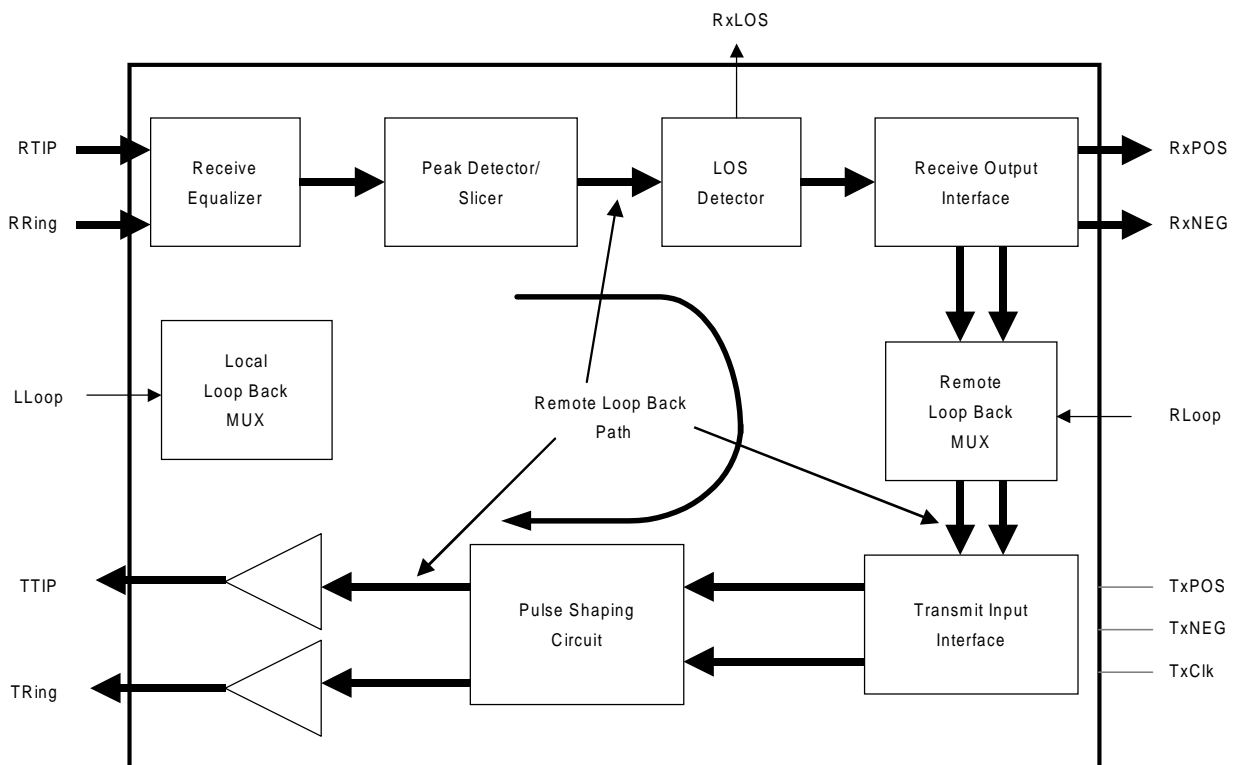 RxLOS
RTIP
RRing
Receive
Equalizer
Peak Detector/
Slicer
LOS
Detector
Receive Output
Interface
RxPOS
RxNEG
LLoop
Local
Loop Back
MUX
Remote Loop Back
Path
Remote
Loop Back
MUX
RLoop
TTIP
TRing
Pulse Shaping
Circuit
Transmit Input
Interface
TxPOS
TxNEG
TxClk